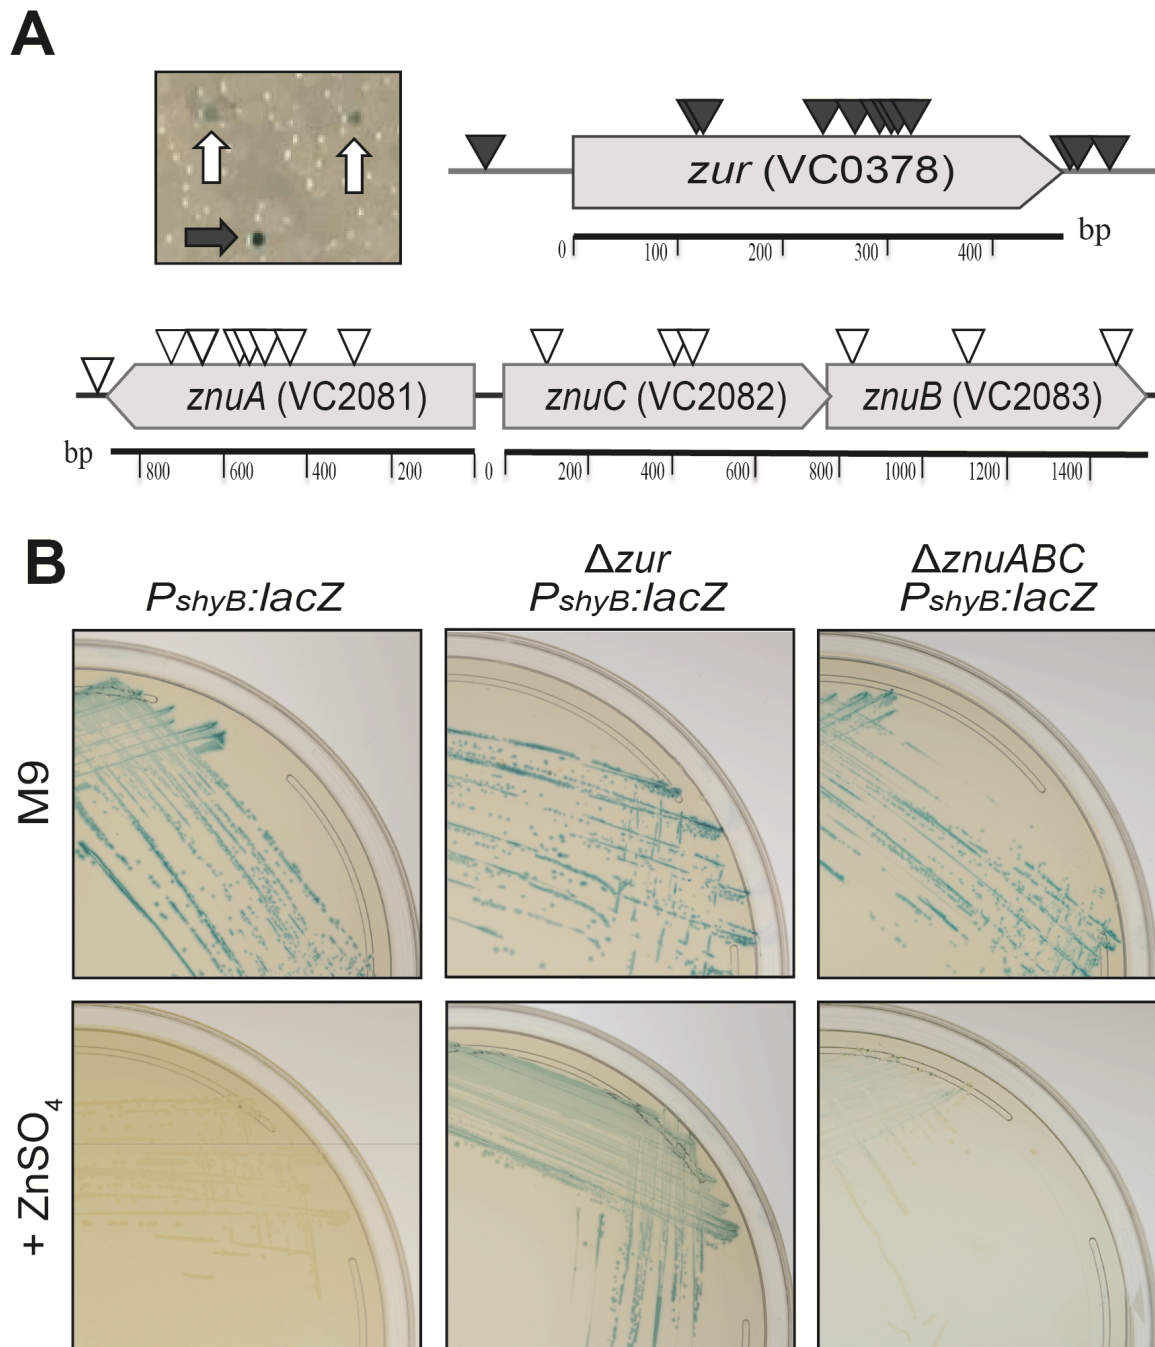 A
zur (VC0378)
bp
0 100 200 300 400
znuA (VC2081) znuC (VC2082) znuB (VC2083)
bp
800 600 400 200 0 200 400 600 800 1000 1200 1400
B
PshyB:lacZ
Δzur
PshyB:lacZ
ΔznuABC
PshyB:lacZ
M9
+ ZnSO4